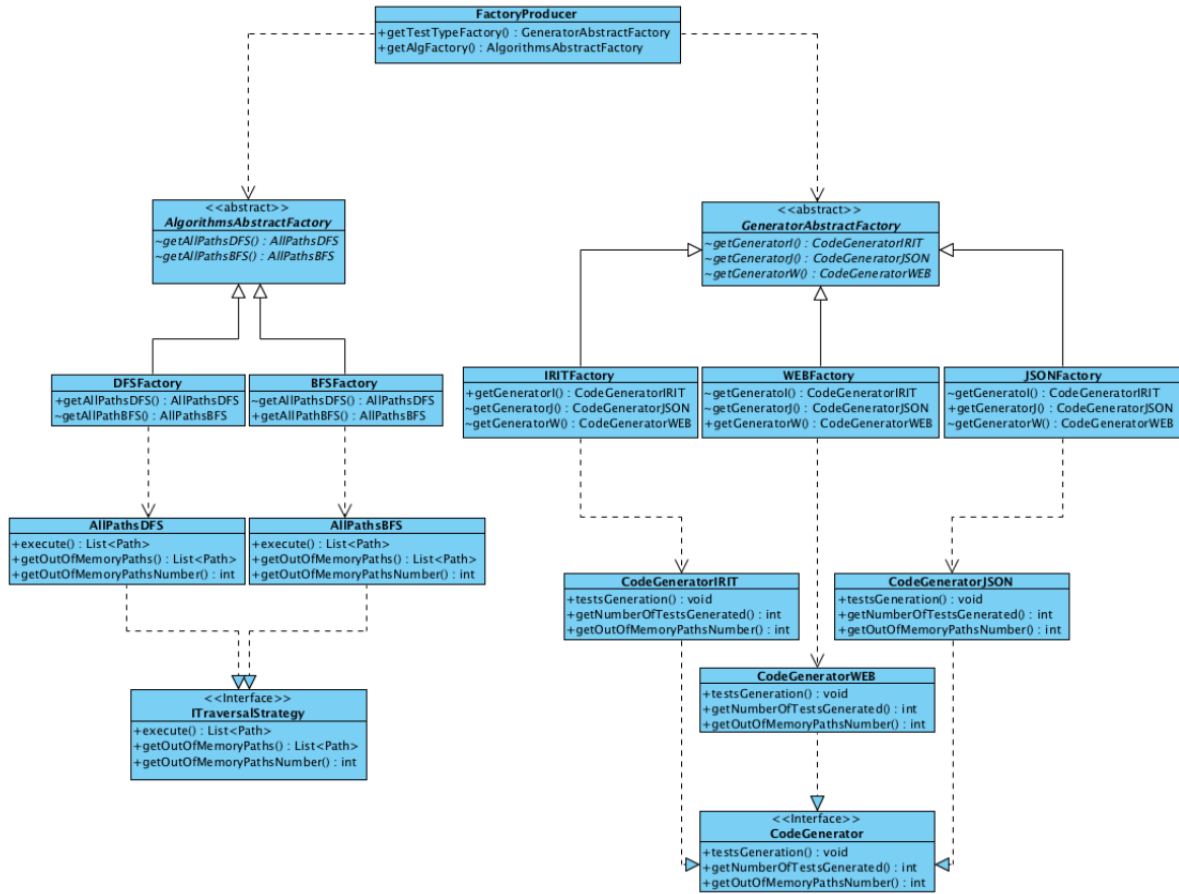 FactoryProducer
+getTestTypeFactory() : GeneratorAbstractFactory
+getAlgFactory() : AlgorithmsAbstractFactory
<<abstract>>
AlgorithmsAbstractFactory
~getAllPathsDFS() : AllPathsDFS
~getAllPathsBFS() : AllPathsBFS
<<abstract>>
GeneratorAbstractFactory
~getGeneratorI() : CodeGeneratorIRIT
~getGeneratorJ() : CodeGeneratorJSON
~getGeneratorW() : CodeGeneratorWEB
DFSFactory
+getAllPathsDFS() : AllPathsDFS
~getAllPathBFS() : AllPathsBFS
BFSFactory
~getAllPathsDFS() : AllPathsDFS
+getAllPathBFS() : AllPathsBFS
IRITFactory
+getGeneratorI() : CodeGeneratorIRIT
~getGeneratorJ() : CodeGeneratorJSON
~getGeneratorW() : CodeGeneratorWEB
WEBFactory
~getGeneratoI() : CodeGeneratorIRIT
~getGeneratorJ() : CodeGeneratorJSON
+getGeneratorW() : CodeGeneratorWEB
JSONFactory
~getGeneratoI() : CodeGeneratorIRIT
+getGeneratorJ() : CodeGeneratorJSON
~getGeneratorW() : CodeGeneratorWEB
AllPathsDFS
+execute() : List<Path>
+getOutOfMemoryPaths() : List<Path>
+getOutOfMemoryPathsNumber() : int
AllPathsBFS
+execute() : List<Path>
+getOutOfMemoryPaths() : List<Path>
+getOutOfMemoryPathsNumber() : int
CodeGeneratorIRIT
+testsGeneration() : void
+getNumberOfTestsGenerated() : int
+getOutOfMemoryPathsNumber() : int
CodeGeneratorJSON
+testsGeneration() : void
+getNumberOfTestsGenerated() : int
+getOutOfMemoryPathsNumber() : int
CodeGeneratorWEB
+testsGeneration() : void
+getNumberOfTestsGenerated() : int
+getOutOfMemoryPathsNumber() : int
<<Interface>>
ITraversalStrategy
+execute() : List<Path>
+getOutOfMemoryPaths() : List<Path>
+getOutOfMemoryPathsNumber() : int
<<Interface>>
CodeGenerator
+testsGeneration() : void
+getNumberOfTestsGenerated() : int
+getOutOfMemoryPathsNumber() : int